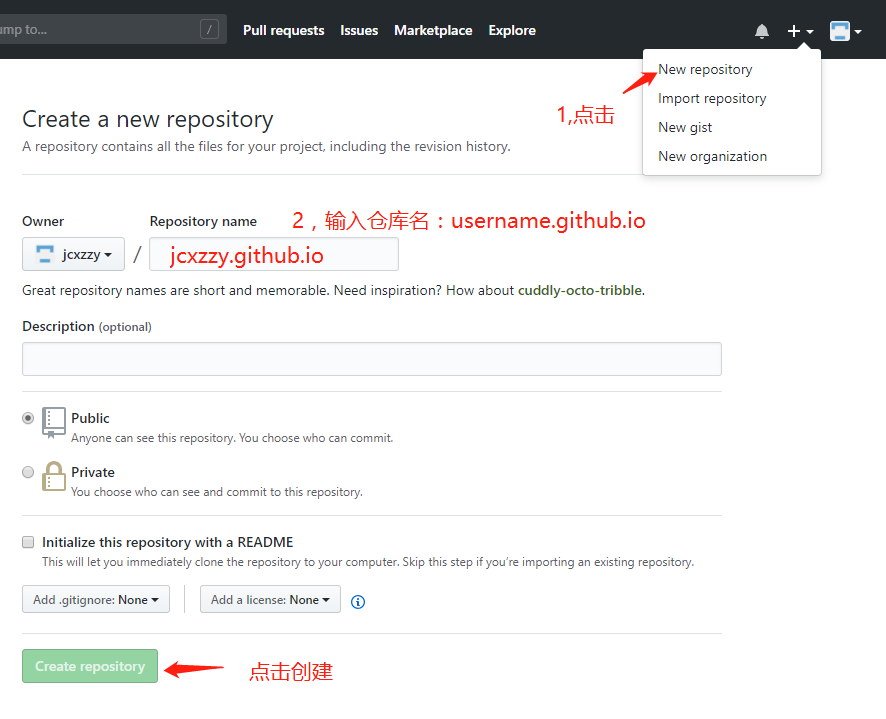 ump to... /
Pull requests Issues Marketplace Explore
New repository
Import repository
New gist
New organization
1,点击
Create a new repository
A repository contains all the files for your project, including the revision history.
Owner Repository name
2，输入仓库名：username.github.io
jcxzzy / jcxzzy.github.io
Great repository names are short and memorable. Need inspiration? How about cuddly-octo-tribble.
Description (optional)
Public
Anyone can see this repository. You choose who can commit.
Private
You choose who can see and commit to this repository.
Initialize this repository with a README
This will let you immediately clone the repository to your computer. Skip this step if you’re importing an existing repository.
Add .gitignore: None Add a license: None
Create repository
点击创建